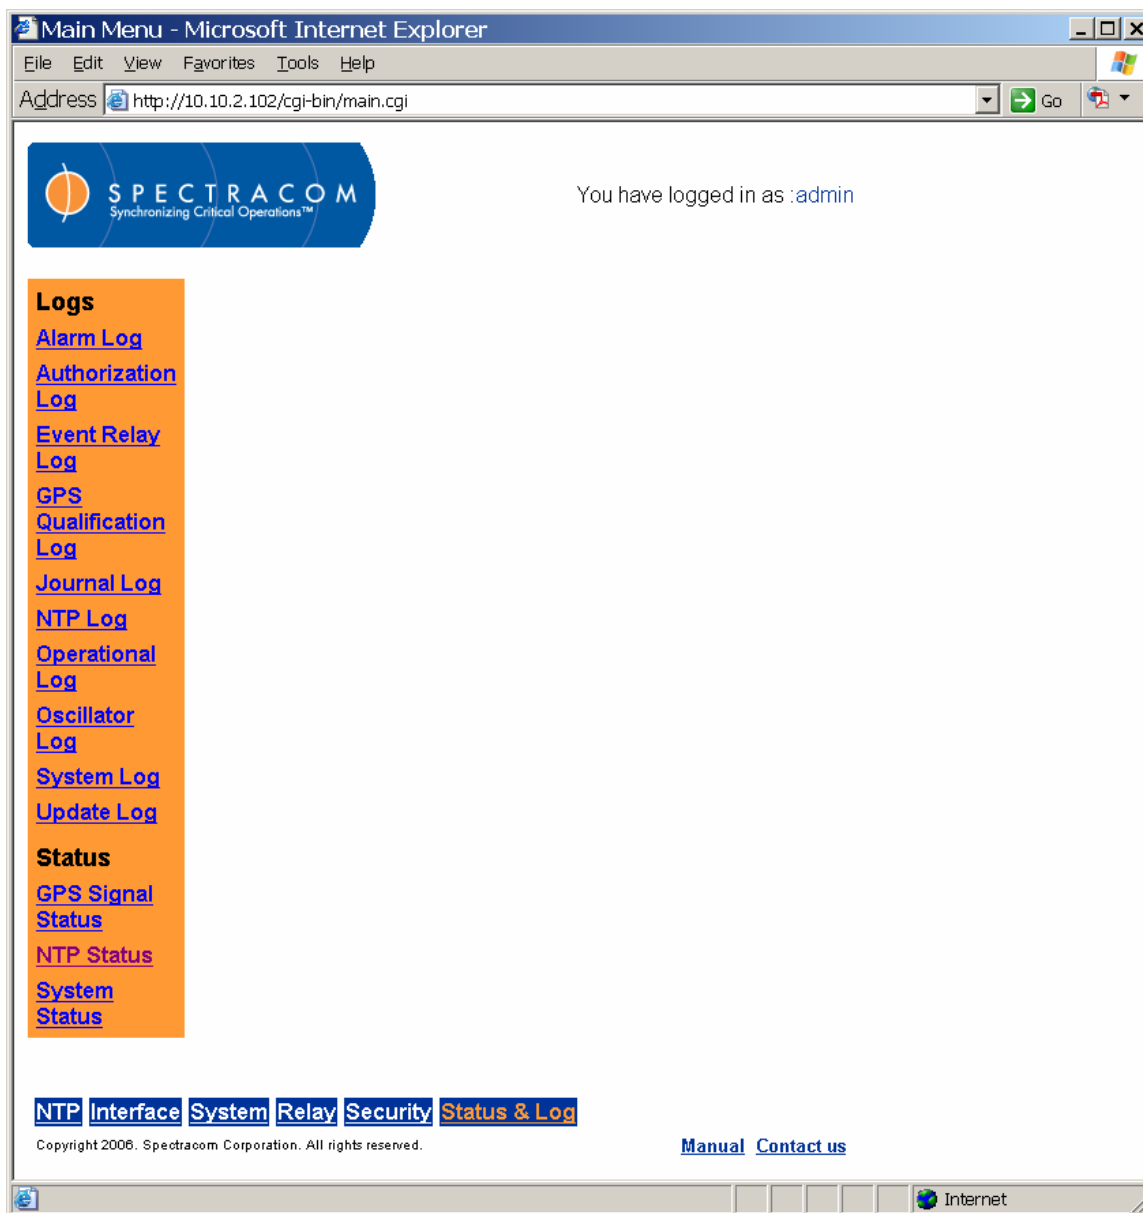 Main Menu - Microsoft Internet Explorer
File Edit View Favorites Tools Help
Address http://10.10.2.102/cgi-bin/main.cgi Go
SPECTRACOM
Synchronizing Critical Operations™
You have logged in as :admin
Logs
Alarm Log
Authorization
Log
Event Relay
Log
GPS
Qualification
Log
Journal Log
NTP Log
Operational
Log
Oscillator
Log
System Log
Update Log
Status
GPS Signal
Status
NTP Status
System
Status
NTP Interface System Relay Security Status & Log
Copyright 2006. Spectracom Corporation. All rights reserved.
Manual Contact us
Internet